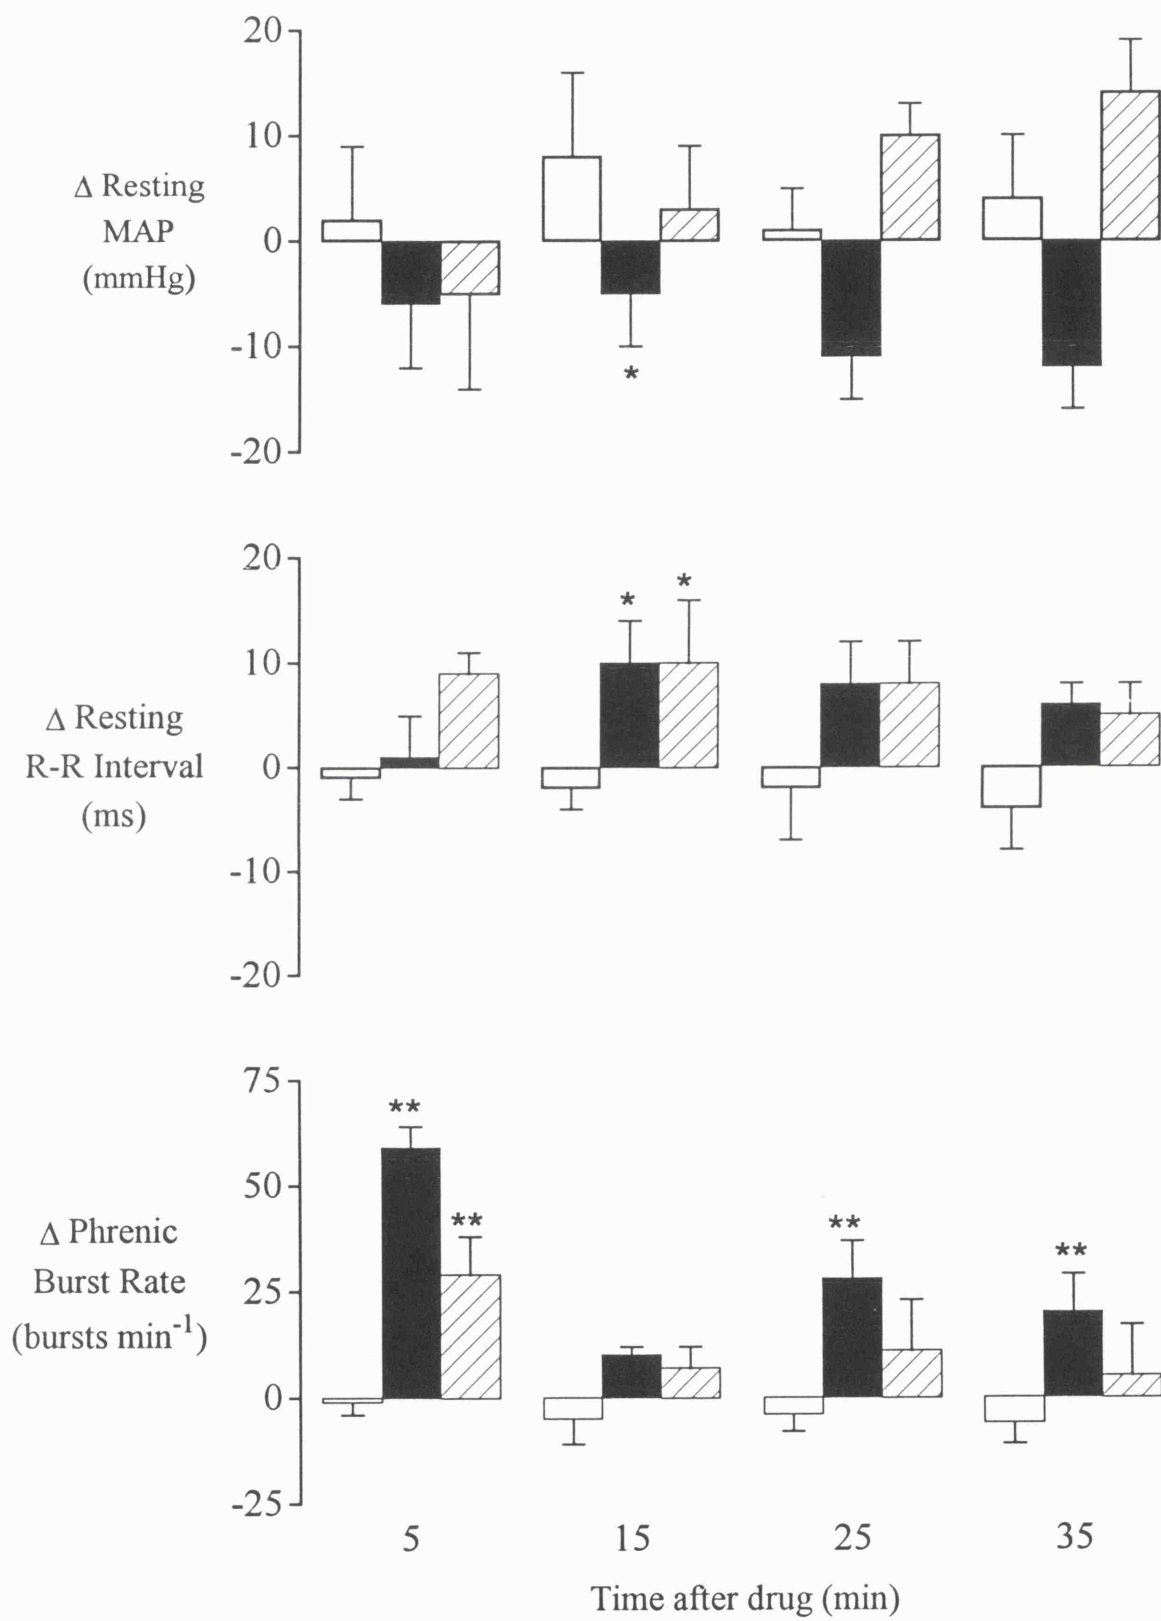 20
10
Δ Resting
MAP
0
(mmHg)
-10
*
-20
20
* *
10
Δ Resting
R-R Interval
0
(ms)
-10
-20
75
**
50
**
**
**
Δ Phrenic
Burst Rate
25
(bursts min⁻¹)
0
-25
5 15 25 35
Time after drug (min)